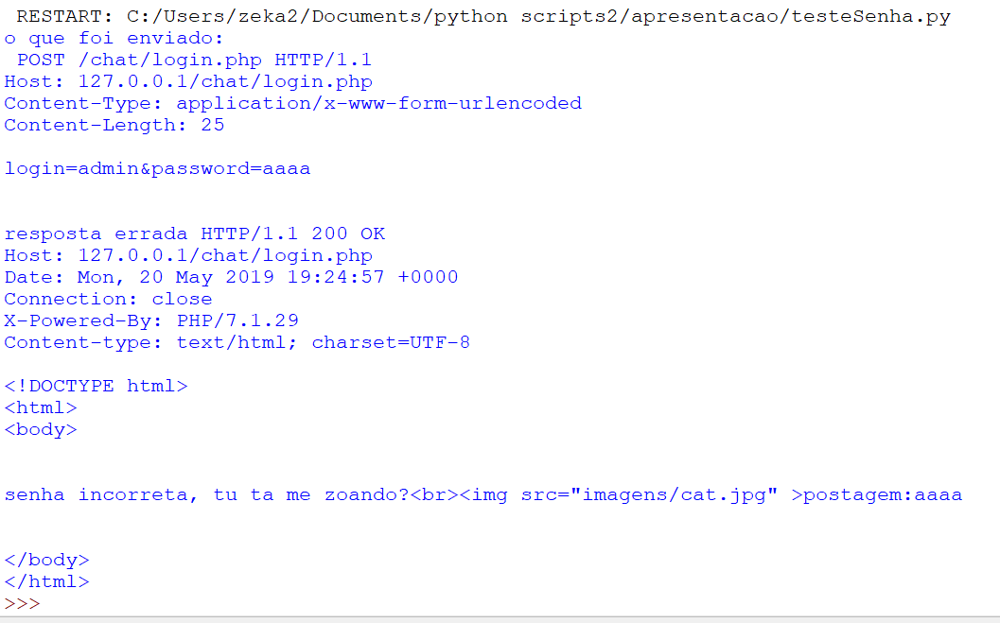 RESTART: C:/Users/zeka2/Documents/python scripts2/apresentacao/testeSenha.py
o que foi enviado:
POST /chat/login.php HTTP/1.1
Host: 127.0.0.1/chat/login.php
Content-Type: application/x-www-form-urlencoded
Content-Length: 25
login=admin&password=aaaa
resposta errada HTTP/1.1 200 OK
Host: 127.0.0.1/chat/login.php
Date: Mon, 20 May 2019 19:24:57 +0000
Connection: close
X-Powered-By: PHP/7.1.29
Content-type: text/html; charset=UTF-8
<!DOCTYPE html>
<html>
<body>
senha incorreta, tu ta me zoando?<br><img src="imagens/cat.jpg" >postagem:aaaa
</body>
</html>
>>>